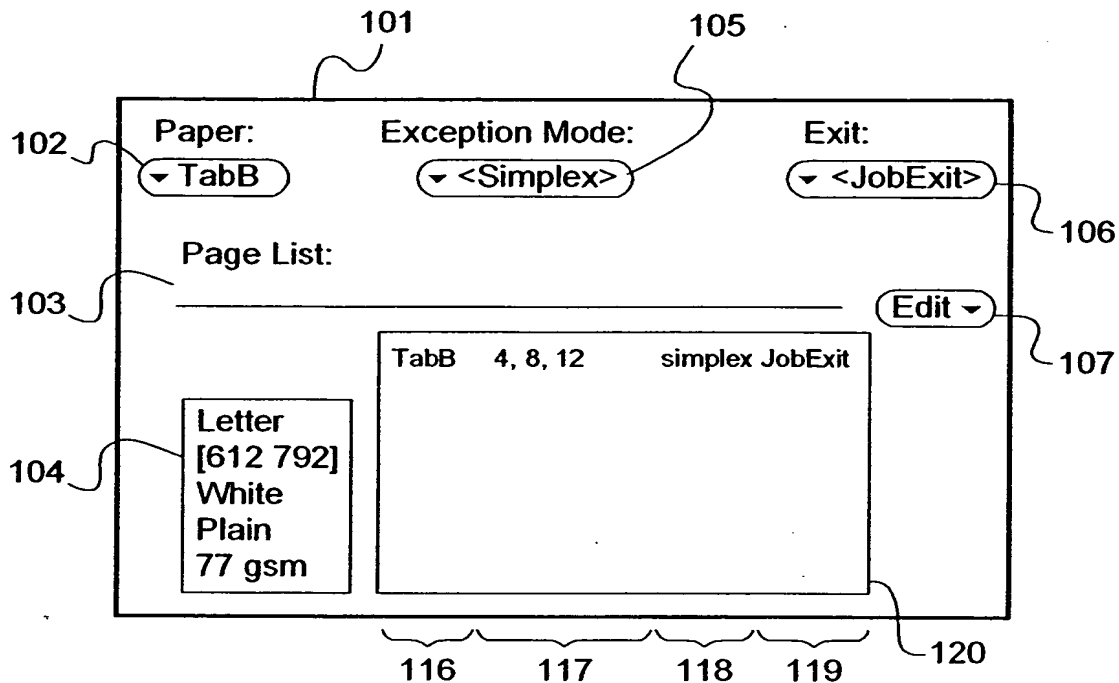 101 105
Paper: Exception Mode: Exit:
102 TabB <Simplex> <JobExit>
106
Page List:
103
Edit
107
TabB 4, 8, 12 simplex JobExit
104
Letter
[612 792]
White
Plain
77 gsm
116 117 118 119 120